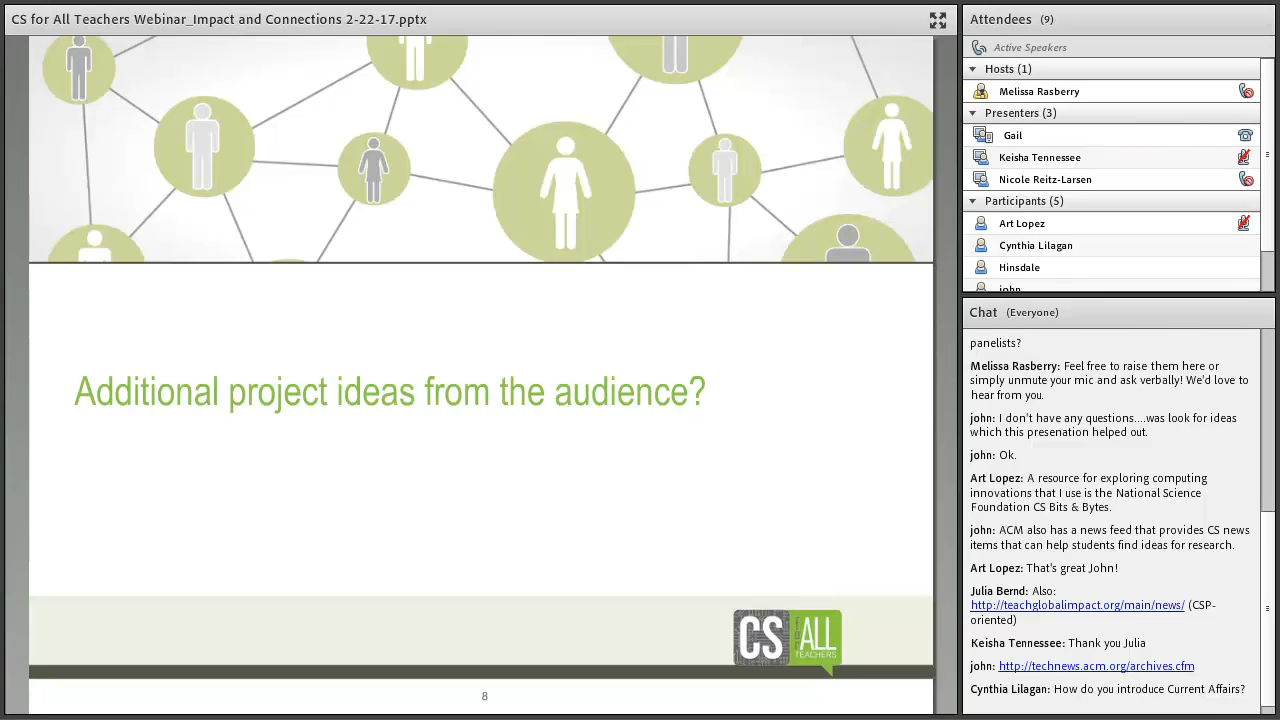 CS for All Teachers Webinar_Impact and Connections 2-22-17.pptx
Additional project ideas from the audience?
CS
ALL
TEACHERS
8
Attendees (9)
Active Speakers
Hosts (1)
Melissa Rasberry
Presenters (3)
Gail
Keisha Tennessee
Nicole Reitz-Larsen
Participants (5)
Art Lopez
Cynthia Lilagan
Hinsdale
john
Chat (Everyone)
panelists?
Melissa Rasberry: Feel free to raise them here or
simply unmute your mic and ask verbally! We'd love to
hear from you.
john: I don't have any questions....was look for ideas
which this presenation helped out.
john: Ok.
Art Lopez: A resource for exploring computing
innovations that I use is the National Science
Foundation CS Bits & Bytes.
john: ACM also has a news feed that provides CS news
items that can help students find ideas for research.
Art Lopez: That's great John!
Julia Bernd: Also:
http://teachglobalimpact.org/main/news/ (CSP-
oriented)
Keisha Tennessee: Thank you Julia
john: http://technews.acm.org/archives.cfm
Cynthia Lilagan: How do you introduce Current Affairs?